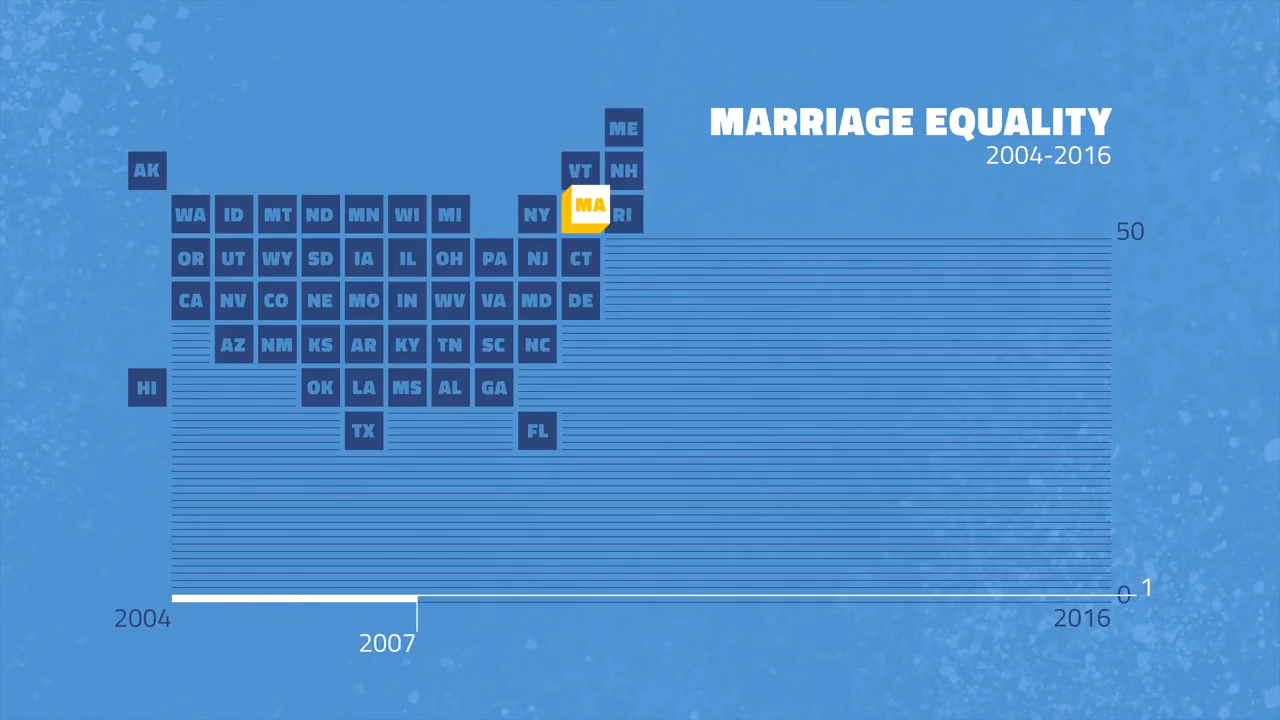 MARRIAGE EQUALITY
2004-2016
ME
AK VT NH
WA ID MT ND MN WI MI NY MA RI
50
OR UT WY SD IA IL OH PA NJ CT
CA NV CO NE MO IN WV VA MD DE
AZ NM KS AR KY TN SC NC
HI OK LA MS AL GA
TX FL
0 1
2004 2016
2007